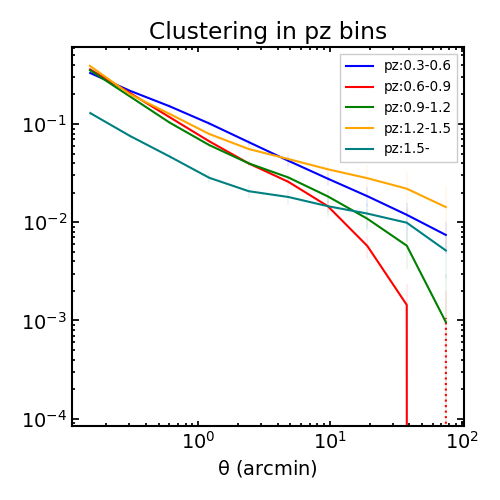 Clustering in pz bins
pz:0.3-0.6
pz:0.6-0.9
pz:0.9-1.2
pz:1.2-1.5
pz:1.5-
10⁻¹
10⁻²
10⁻³
10⁻⁴
10⁰ 10¹ 10²
θ (arcmin)